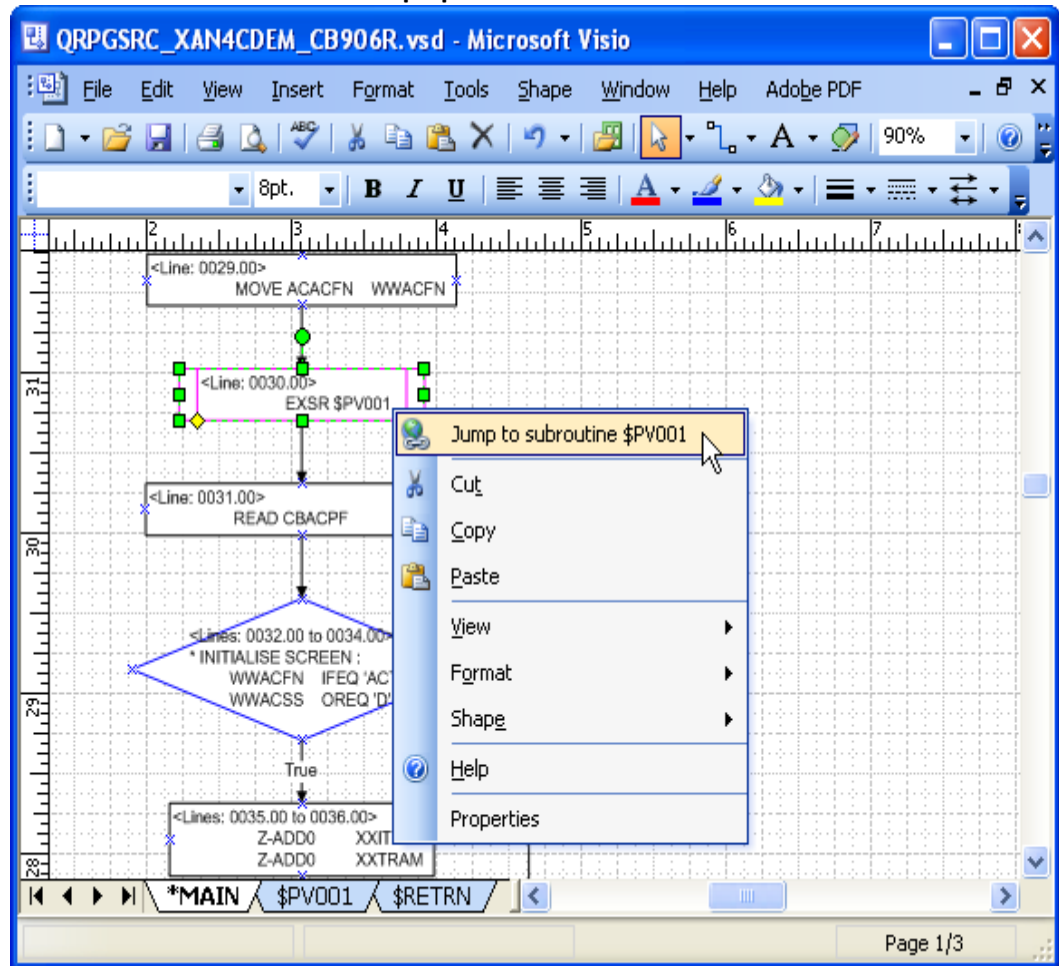 QRPGSRC_XAN4CDEM_CB906R.vsd - Microsoft Visio
File Edit View Insert Format Tools Shape Window Help Adobe PDF
ABC A 90%
8pt. B I U A
2 3 4 5 6 7
<Line: 0029.00>
MOVE ACACFN WWACFN
31
<Line: 0030.00>
EXSR $PV001
Jump to subroutine $PV001
Cut
<Line: 0031.00>
READ CBACPF
Copy
30
Paste
<Lines: 0032.00 to 0034.00>
* INITIALISE SCREEN :
WWACFN IFEQ 'AC
WWACSS OREQ 'D'
View
Format
29
Shape
True
Help
<Lines: 0035.00 to 0036.00>
Z-ADD0 XXIT
Z-ADD0 XXTRAM
Properties
28
*MAIN $PV001 $RETRN
Page 1/3